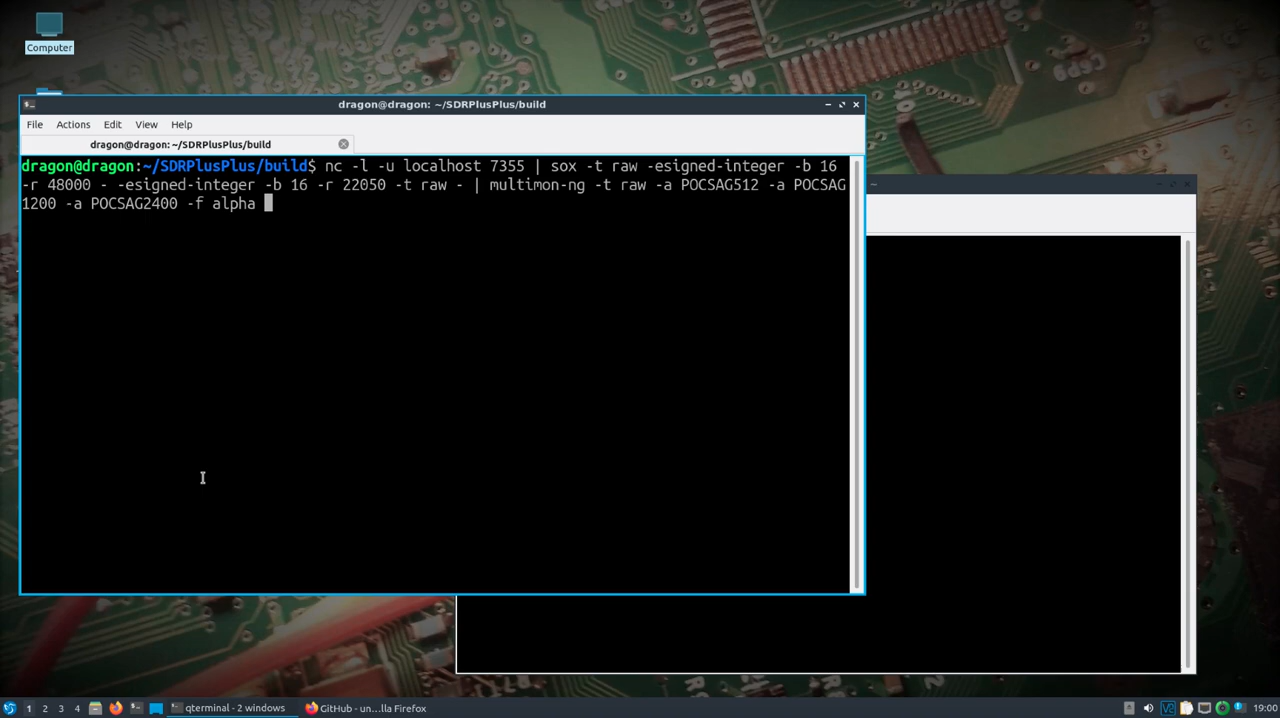 Computer
dragon@dragon: ~/SDRPlusPlus/build
File Actions Edit View Help
dragon@dragon: ~/SDRPlusPlus/build
dragon@dragon:~/SDRPlusPlus/build$ nc -l -u localhost 7355 | sox -t raw -esigned-integer -b 16
-r 48000 - -esigned-integer -b 16 -r 22050 -t raw - | multimon-ng -t raw -a POCSAG512 -a POCSAG
1200 -a POCSAG2400 -f alpha
~
1 2 3 4 qterminal - 2 windows GitHub - un...lla Firefox 19:00